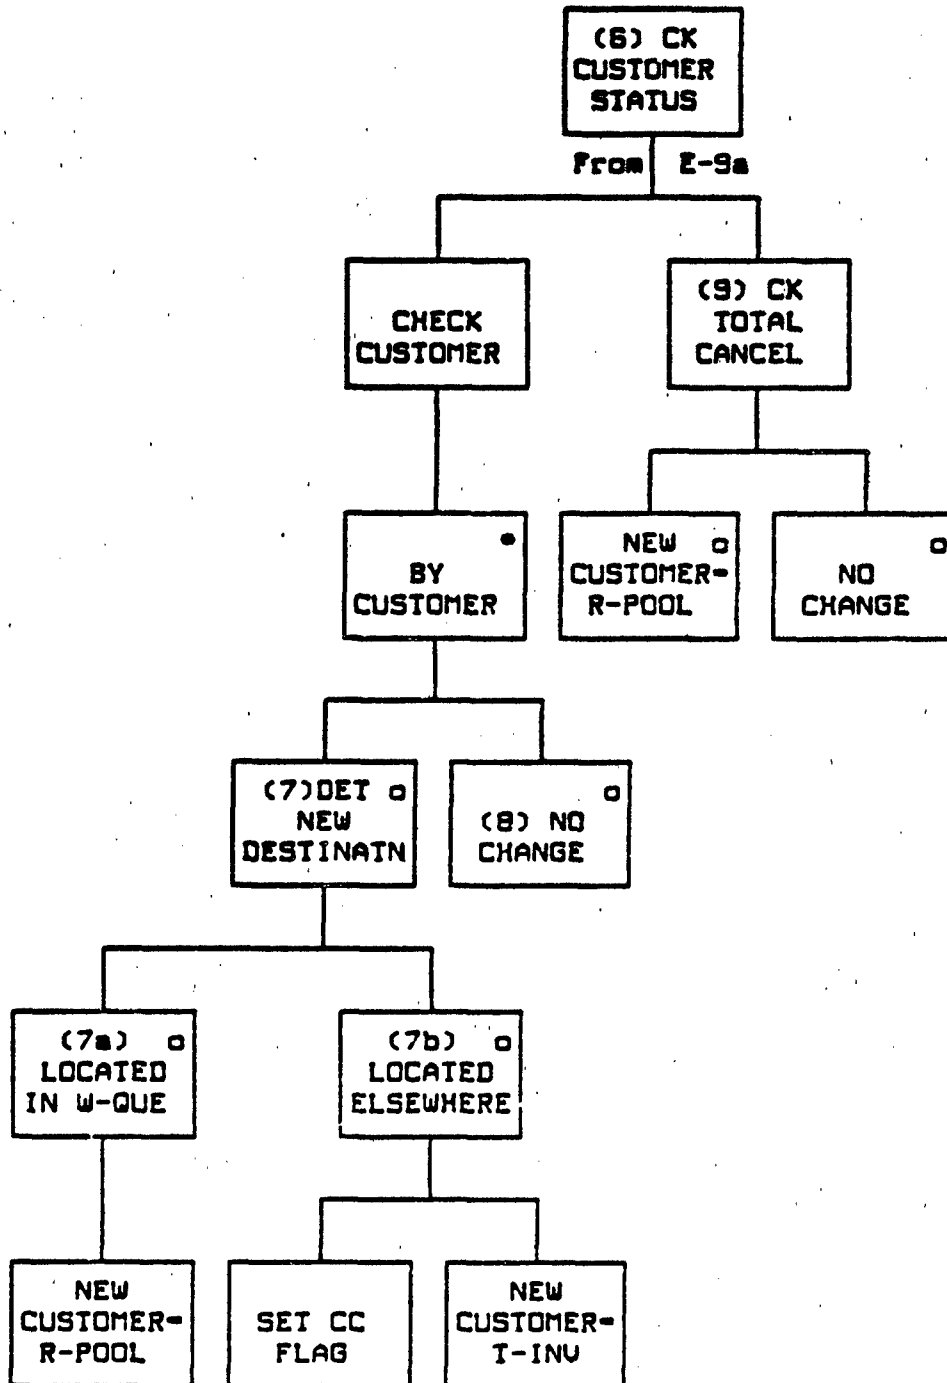 (6) CK
CUSTOMER
STATUS
From E-9a
CHECK
CUSTOMER
(9) CK
TOTAL
CANCEL
*
BY
CUSTOMER
NEW o
CUSTOMER=
R-POOL
o
NO
CHANGE
(7)DET o
NEW
DESTINATN
o
(8) NO
CHANGE
(7a) o
LOCATED
IN W-QUE
(7b) o
LOCATED
ELSEWHERE
NEW
CUSTOMER=
R-POOL
SET CC
FLAG
NEW
CUSTOMER=
T-INV